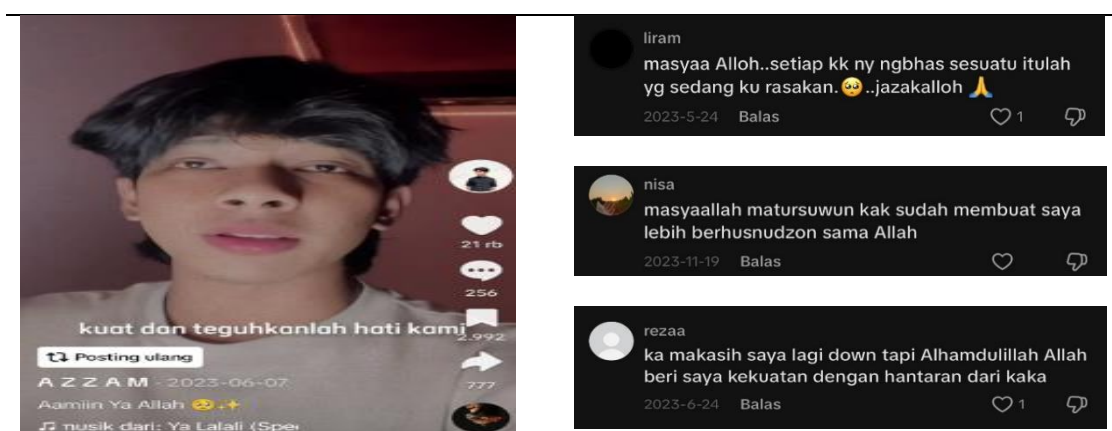 kuat dan teguhkanlah hati kami
21 rb
256
2.992
777
Posting ulang
A Z Z A M · 2023-06-07
Aamiin Ya Allah 🥺✨
musik dari: Ya Lalali (Spe
liram
masyaa Alloh..setiap kk ny ngbhas sesuatu itulah
yg sedang ku rasakan.🥺..jazakalloh 🙏
2023-5-24 Balas 1
nisa
masyaallah matursuwun kak sudah membuat saya
lebih berhusnudzon sama Allah
2023-11-19 Balas
rezaa
ka makasih saya lagi down tapi Alhamdulillah Allah
beri saya kekuatan dengan hantaran dari kaka
2023-6-24 Balas 1